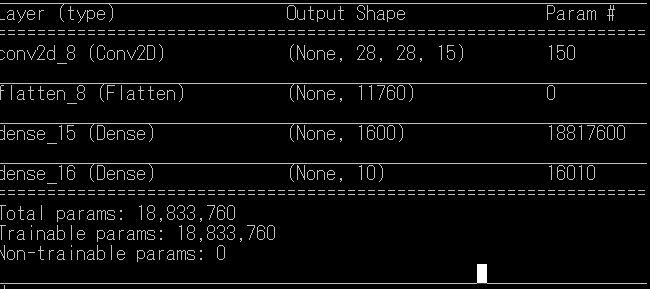 Layer (type) Output Shape Param #
=================================================================
conv2d_8 (Conv2D) (None, 28, 28, 15) 150
flatten_8 (Flatten) (None, 11760) 0
dense_15 (Dense) (None, 1600) 18817600
dense_16 (Dense) (None, 10) 16010
=================================================================
Total params: 18,833,760
Trainable params: 18,833,760
Non-trainable params: 0